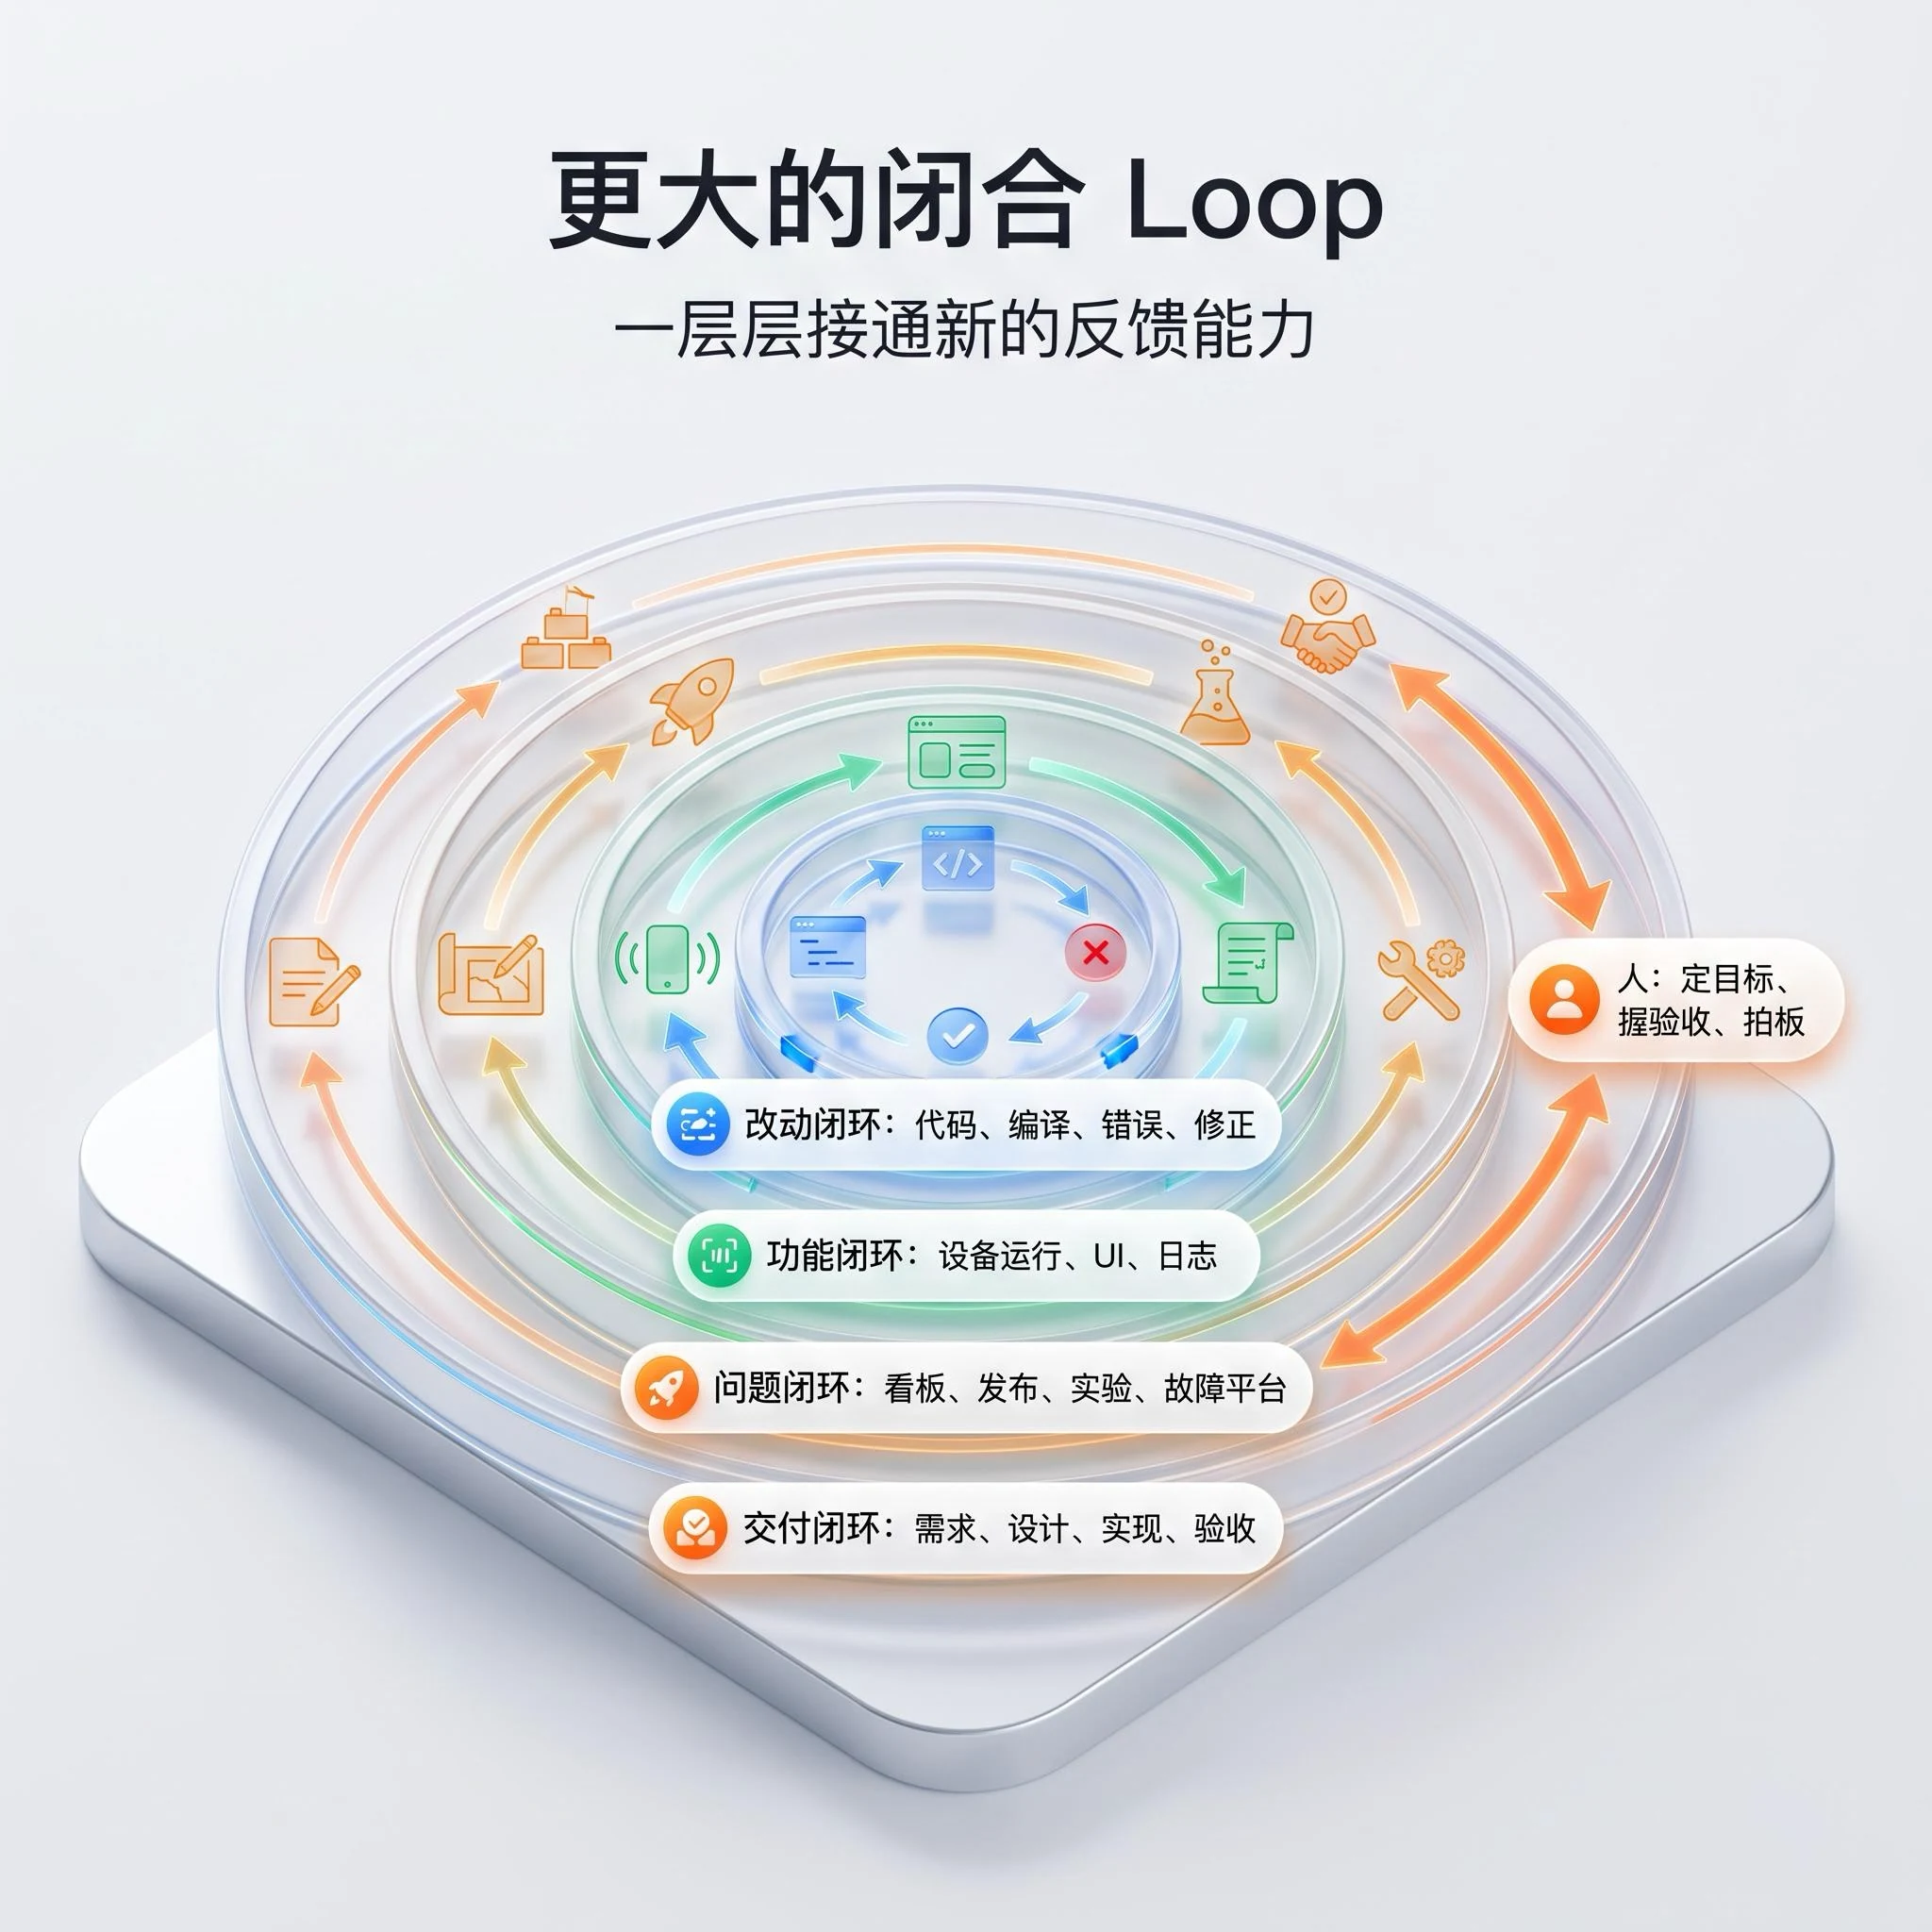 更大的闭合 Loop
一层层接通新的反馈能力
人：定目标、
握验收、拍板
改动闭环：代码、编译、错误、修正
功能闭环：设备运行、UI、日志
问题闭环：看板、发布、实验、故障平台
交付闭环：需求、设计、实现、验收